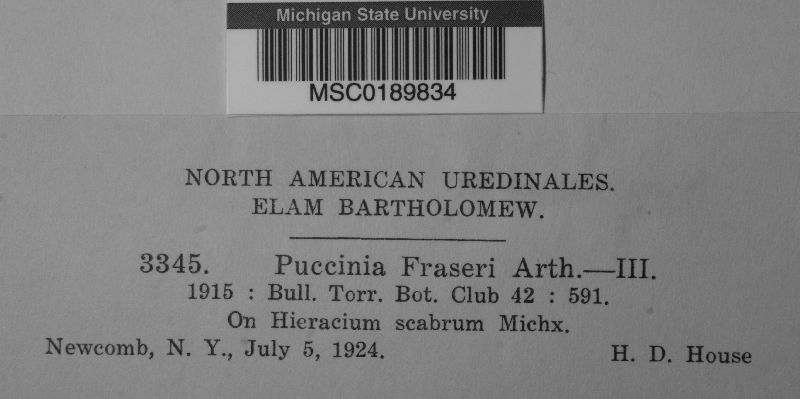 Michigan State University
MSC0189834
NORTH AMERICAN UREDINALES.
ELAM BARTHOLOMEW.
3345. Puccinia Fraseri Arth.—III.
1915 : Bull. Torr. Bot. Club 42 : 591.
On Hieracium scabrum Michx.
Newcomb, N. Y., July 5, 1924. H. D. House